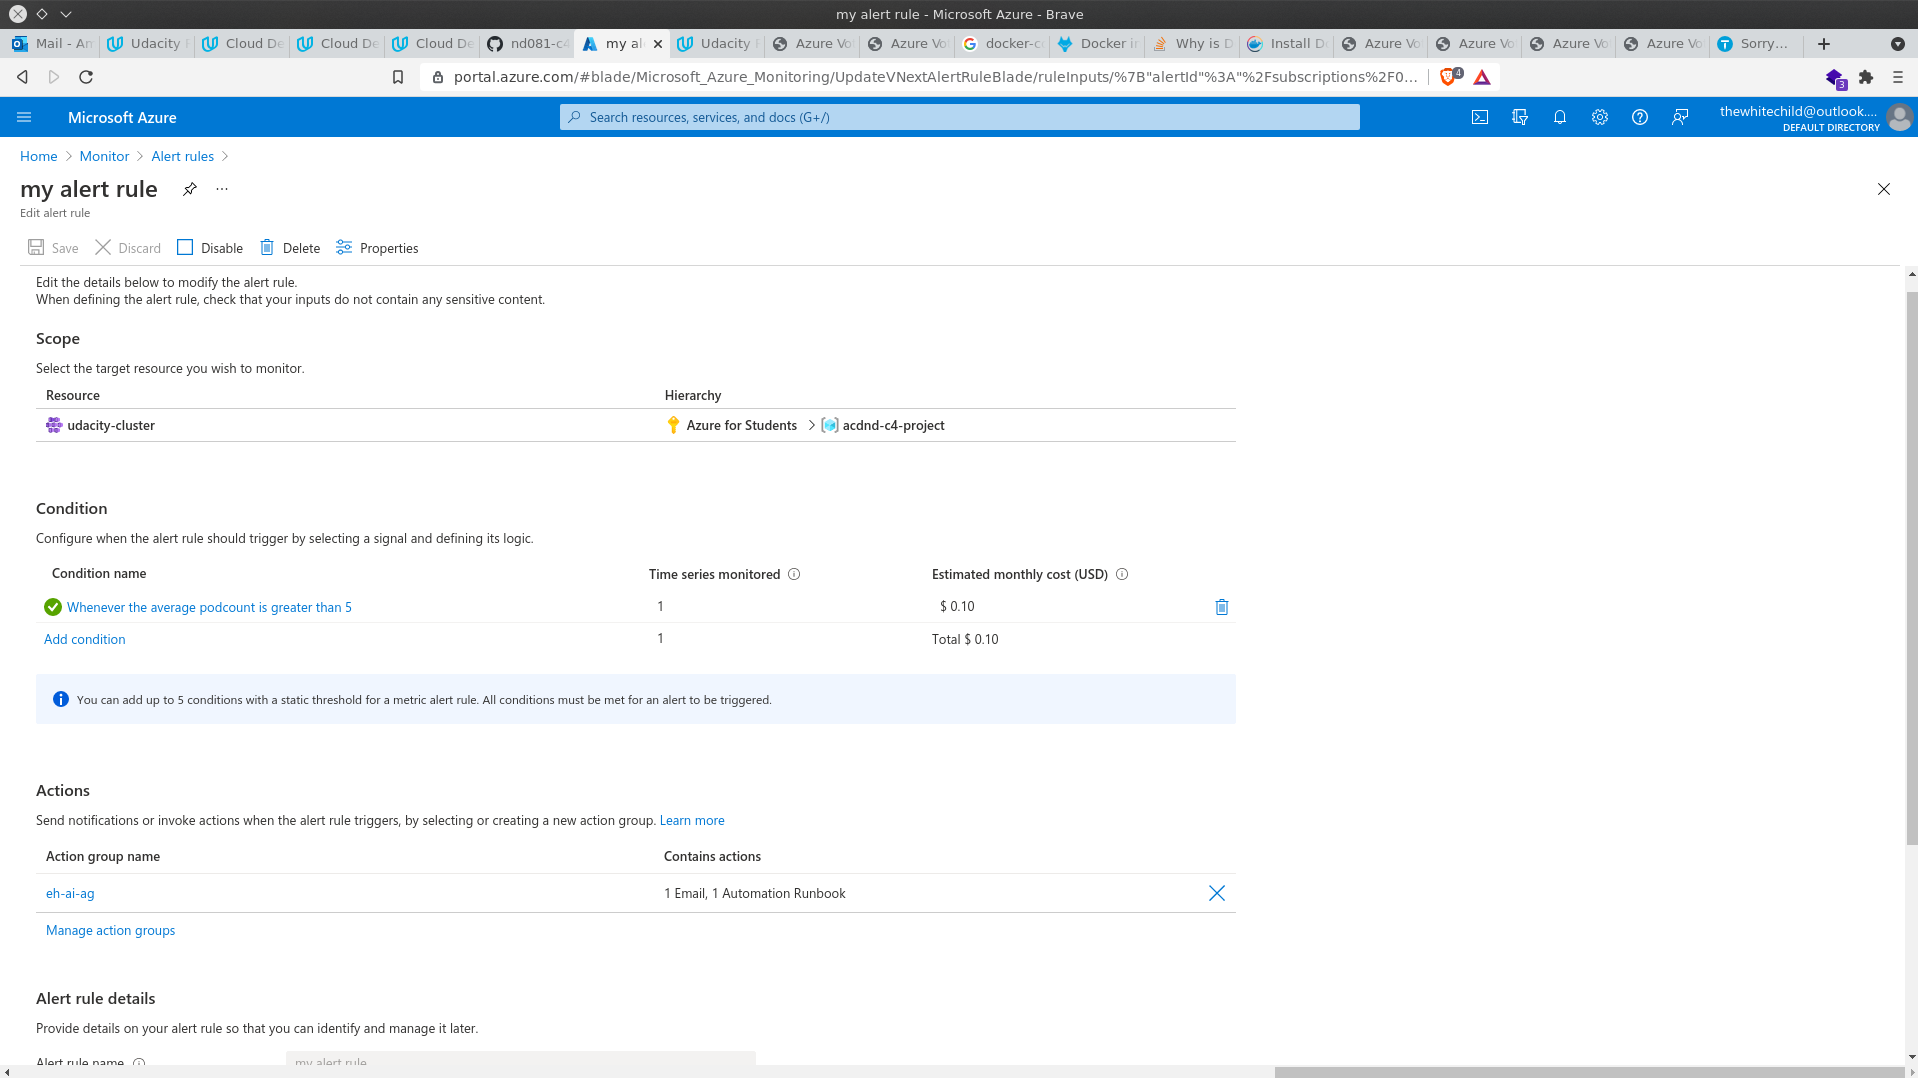 my alert rule - Microsoft Azure - Brave
Mail - An
Udacity
Cloud De
Cloud De
Cloud De
nd081-c4
my al
Udacity
Azure Vo
Azure Vo
docker-c
Docker i
Why is D
Install D
Azure Vo
Azure Vo
Azure Vo
Azure Vo
Sorry...
portal.azure.com/#blade/Microsoft_Azure_Monitoring/UpdateVNextAlertRuleBlade/ruleInputs/%7B"alertId"%3A"%2Fsubscriptions%2F0...
4
3
Microsoft Azure
Search resources, services, and docs (G+/)
thewhitechild@outlook....
DEFAULT DIRECTORY
Home > Monitor > Alert rules >
my alert rule
...
Edit alert rule
Save
Discard
Disable
Delete
Properties
Edit the details below to modify the alert rule.
When defining the alert rule, check that your inputs do not contain any sensitive content.
Scope
Select the target resource you wish to monitor.
Resource Hierarchy
udacity-cluster Azure for Students > acdnd-c4-project
Condition
Configure when the alert rule should trigger by selecting a signal and defining its logic.
Condition name Time series monitored Estimated monthly cost (USD)
Whenever the average podcount is greater than 5 1 $ 0.10
Add condition 1 Total $ 0.10
You can add up to 5 conditions with a static threshold for a metric alert rule. All conditions must be met for an alert to be triggered.
Actions
Send notifications or invoke actions when the alert rule triggers, by selecting or creating a new action group. Learn more
Action group name Contains actions
eh-ai-ag 1 Email, 1 Automation Runbook
Manage action groups
Alert rule details
Provide details on your alert rule so that you can identify and manage it later.
Alert rule name my alert rule